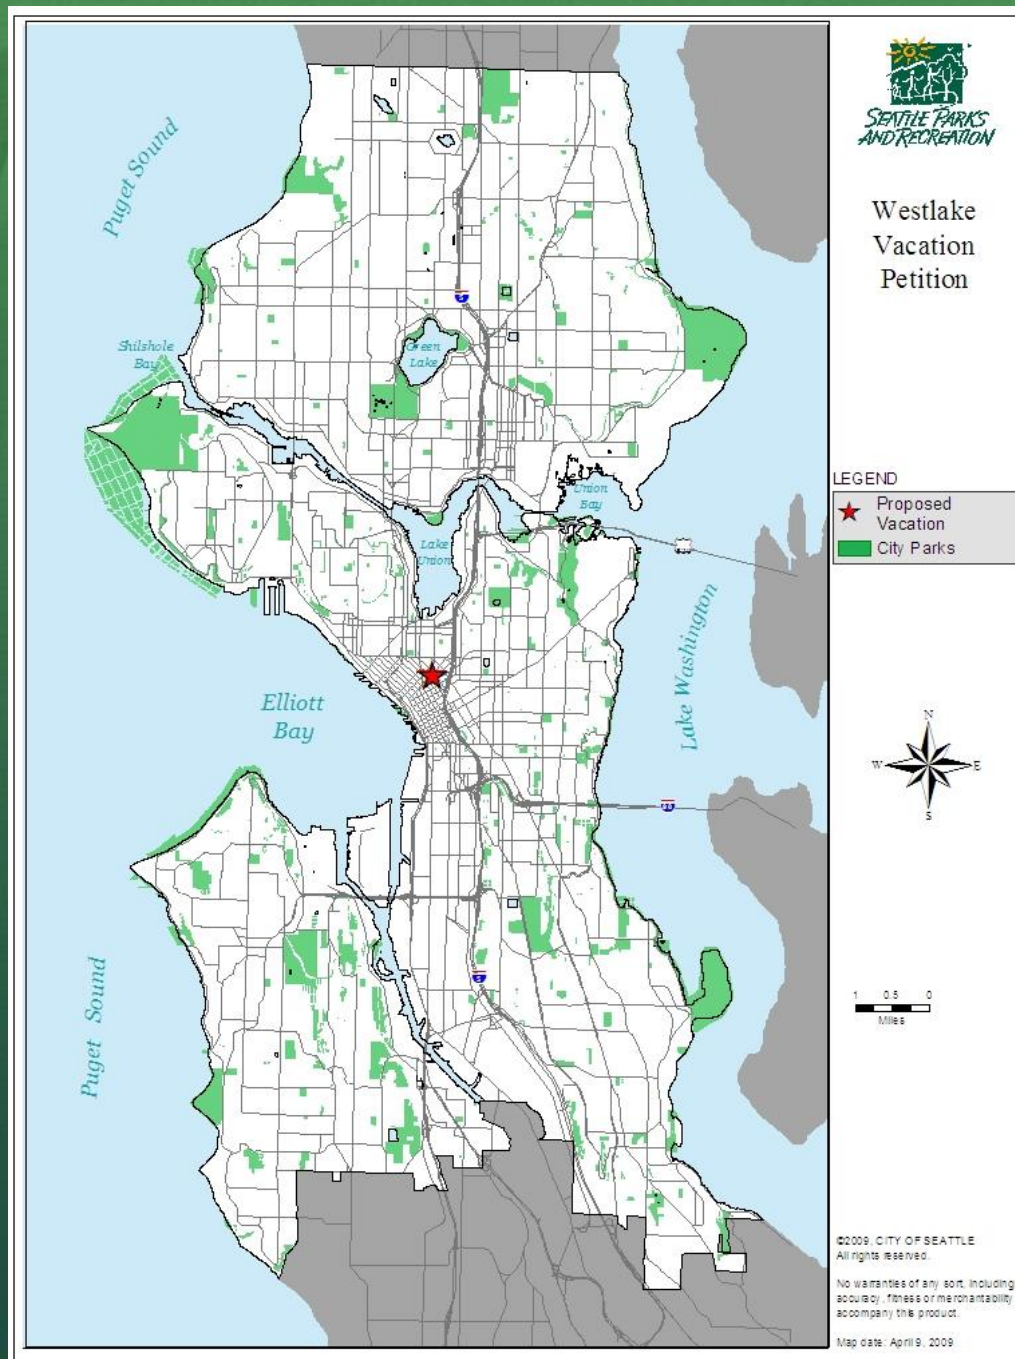 SEATTLE PARKS
AND RECREATION
Westlake
Vacation
Petition
Puget Sound
5
Shilshole
Bay
Green
Lake
Union
Bay
Lake
Union
LEGEND
Proposed
Vacation
City Parks
Lake Washington
Elliott
Bay
N
W E
S
90
Puget Sound
5
1 0.5 0
Miles
©2009, CITY OF SEATTLE
All rights reserved.
No warranties of any sort, including
accuracy, fitness or merchantability
accompany this product.
Map date: April 9, 2009